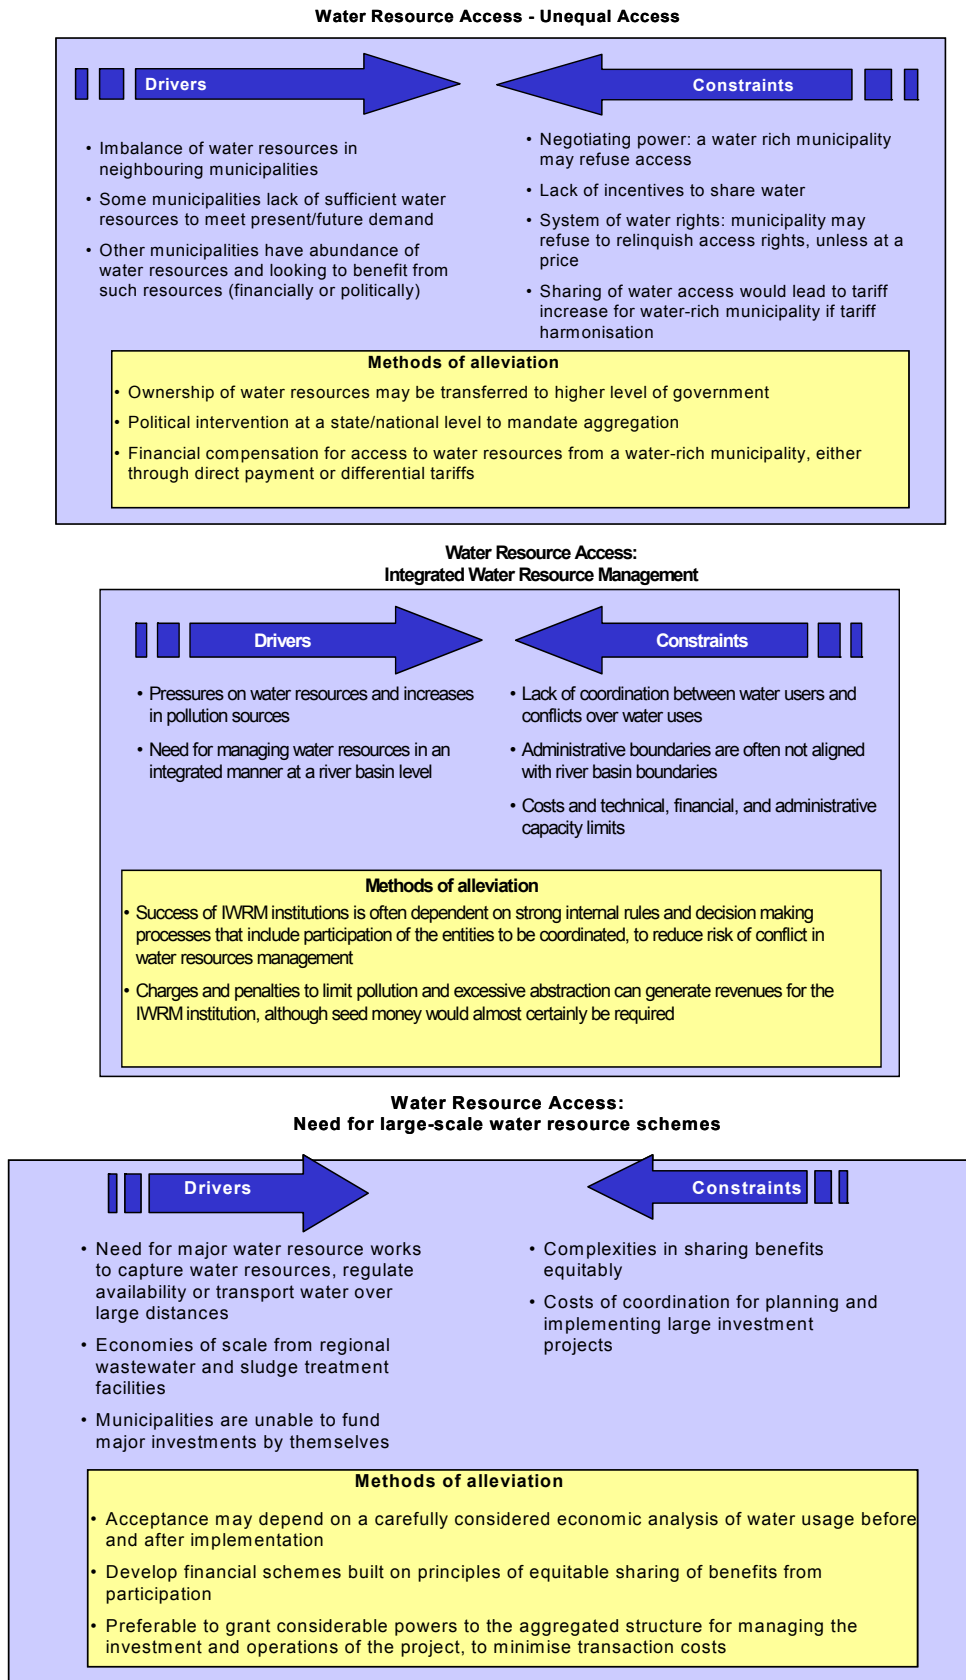 Water Resource Access - Unequal Access
Drivers
Constraints
• Imbalance of water resources in
neighbouring municipalities
• Some municipalities lack of sufficient water
resources to meet present/future demand
• Other municipalities have abundance of
water resources and looking to benefit from
such resources (financially or politically)
• Negotiating power: a water rich municipality
may refuse access
• Lack of incentives to share water
• System of water rights: municipality may
refuse to relinquish access rights, unless at a
price
• Sharing of water access would lead to tariff
increase for water-rich municipality if tariff
harmonisation
Methods of alleviation
• Ownership of water resources may be transferred to higher level of government
• Political intervention at a state/national level to mandate aggregation
• Financial compensation for access to water resources from a water-rich municipality, either
through direct payment or differential tariffs
Water Resource Access:
Integrated Water Resource Management
Drivers
Constraints
• Pressures on water resources and increases
in pollution sources
• Need for managing water resources in an
integrated manner at a river basin level
• Lack of coordination between water users and
conflicts over water uses
• Administrative boundaries are often not aligned
with river basin boundaries
• Costs and technical, financial, and administrative
capacity limits
Methods of alleviation
• Success of IWRM institutions is often dependent on strong internal rules and decision making
processes that include participation of the entities to be coordinated, to reduce risk of conflict in
water resources management
• Charges and penalties to limit pollution and excessive abstraction can generate revenues for the
IWRM institution, although seed money would almost certainly be required
Water Resource Access:
Need for large-scale water resource schemes
Drivers
Constraints
• Need for major water resource works
to capture water resources, regulate
availability or transport water over
large distances
• Economies of scale from regional
wastewater and sludge treatment
facilities
• Municipalities are unable to fund
major investments by themselves
• Complexities in sharing benefits
equitably
• Costs of coordination for planning and
implementing large investment
projects
Methods of alleviation
• Acceptance may depend on a carefully considered economic analysis of water usage before
and after implementation
• Develop financial schemes built on principles of equitable sharing of benefits from
participation
• Preferable to grant considerable powers to the aggregated structure for managing the
investment and operations of the project, to minimise transaction costs